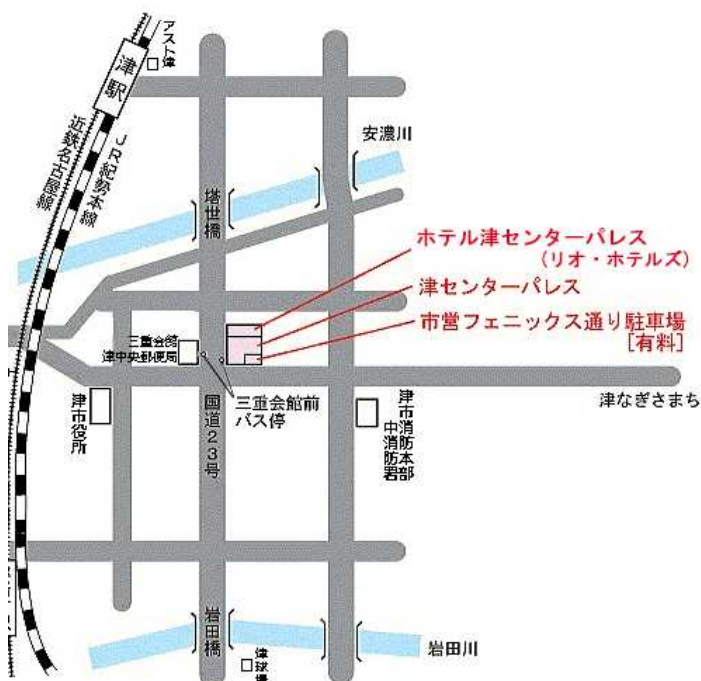 アスト津
津駅
近鉄名古屋線
JR紀勢本線
安濃川
塔世橋
ホテル津センターパレス
(リオ・ホテルズ)
津センターパレス
市営フェニックス通り駐車場
[有料]
三重会館
津中央郵便局
三重会館前
バス停
国道23号
津市役所
津市消防本部
中消防署
津なぎさまち
岩田橋
岩田川
津球場